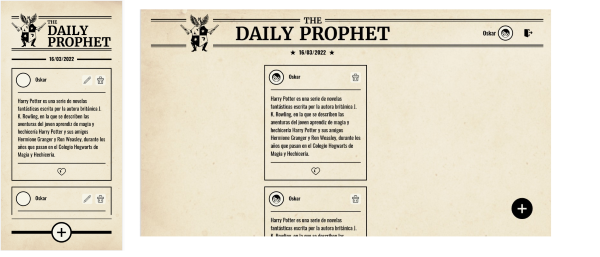 THE
DAILY
PROPHET
16/03/2022
Oskar
Harry Potter es una serie de novelas
fantásticas escrita por la autora británica J.
K. Rowling, en la que se describen las
aventuras del joven aprendiz de magia y
hechicería Harry Potter y sus amigos
Hermione Granger y Ron Weasley, durante los
años que pasan en el Colegio Hogwarts de
Magia y Hechicería.
Oskar
THE
DAILY PROPHET
Oskar
★ 16/03/2022 ★
Oskar
Harry Potter es una serie de novelas
fantásticas escrita por la autora británica J.
K. Rowling, en la que se describen las
aventuras del joven aprendiz de magia y
hechicería Harry Potter y sus amigos
Hermione Granger y Ron Weasley, durante los
años que pasan en el Colegio Hogwarts de
Magia y Hechicería.
Oskar
Harry Potter es una serie de novelas
fantásticas escrita por la autora británica J.
K. Rowling, en la que se describen las